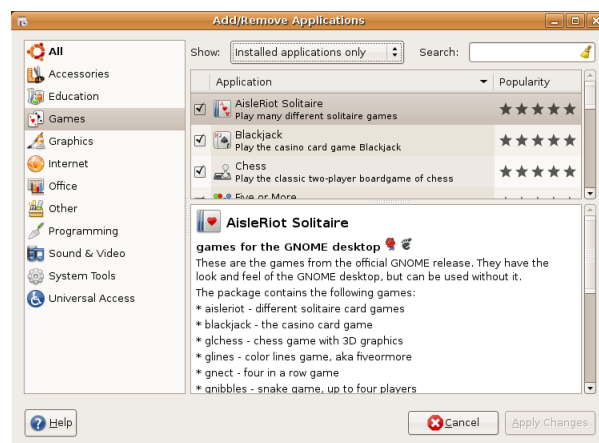 Add/Remove Applications
All
Accessories
Education
Games
Graphics
Internet
Office
Other
Programming
Sound & Video
System Tools
Universal Access
Show: Installed applications only Search:
Application Popularity
AisleRiot Solitaire
Play many different solitaire games
Blackjack
Play the casino card game Blackjack
Chess
Play the classic two-player boardgame of chess
Five or More
AisleRiot Solitaire
games for the GNOME desktop
These are the games from the official GNOME release. They have the
look and feel of the GNOME desktop, but can be used without it.
The package contains the following games:
* aisleriot - different solitaire card games
* blackjack - the casino card game
* glchess - chess game with 3D graphics
* glines - color lines game, aka fiveormore
* gnect - four in a row game
* gnibbles - snake game, up to four players
Help Cancel Apply Changes